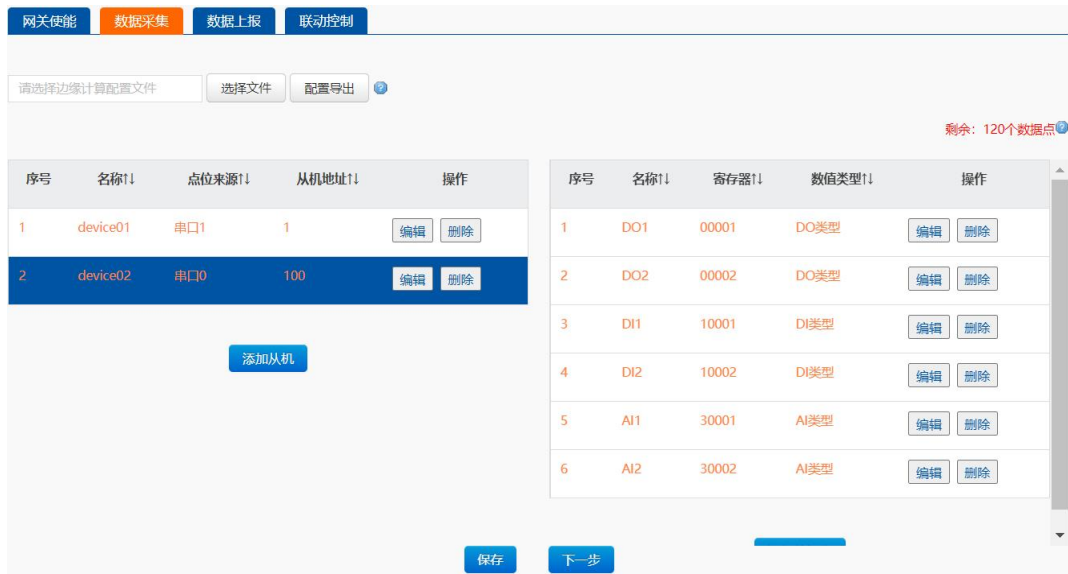 网关使能 数据采集 数据上报 联动控制
请选择边缘计算配置文件 选择文件 配置导出
剩余：120个数据点
序号 名称↑↓ 点位来源↑↓ 从机地址↑↓ 操作
1 device01 串口1 1 编辑 删除
2 device02 串口0 100 编辑 删除
添加从机
序号 名称↑↓ 寄存器↑↓ 数值类型↑↓ 操作
1 DO1 00001 DO类型 编辑 删除
2 DO2 00002 DO类型 编辑 删除
3 DI1 10001 DI类型 编辑 删除
4 DI2 10002 DI类型 编辑 删除
5 AI1 30001 AI类型 编辑 删除
6 AI2 30002 AI类型 编辑 删除
保存 下一步